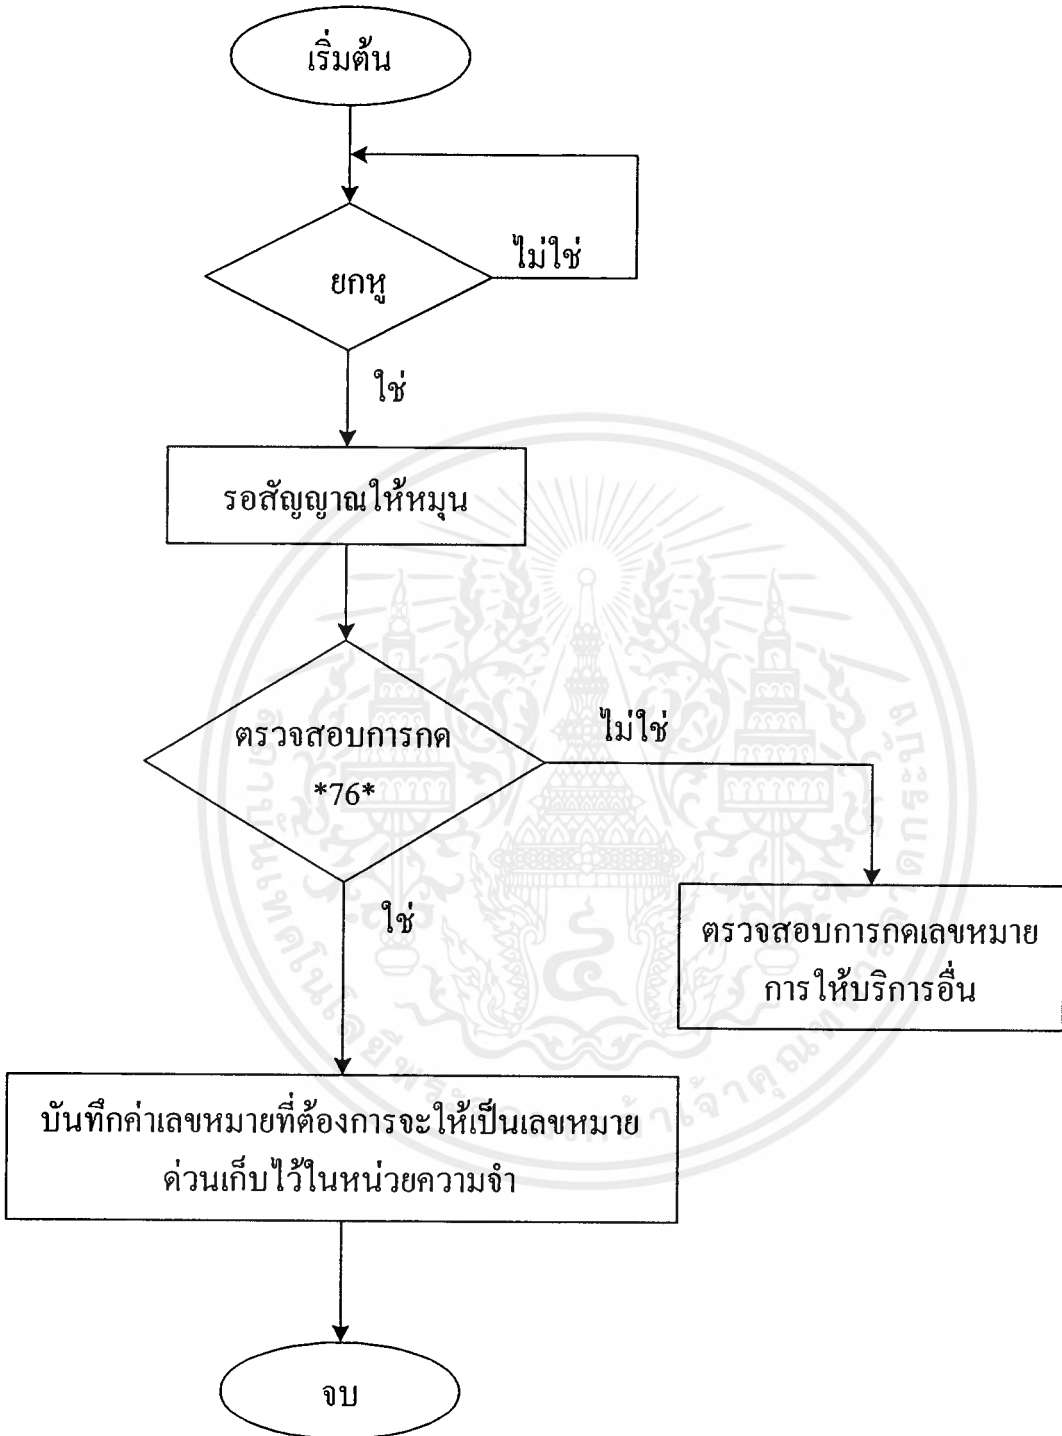 เริ่มต้น
ยกหู
ไม่ใช่
ใช่
รอสัญญาณให้หมุน
ตรวจสอบการกด
*76*
ไม่ใช่
ใช่
ตรวจสอบการกดเลขหมาย
การให้บริการอื่น
บันทึกค่าเลขหมายที่ต้องการจะให้เป็นเลขหมาย
ด่วนเก็บไว้ในหน่วยความจำ
จบ